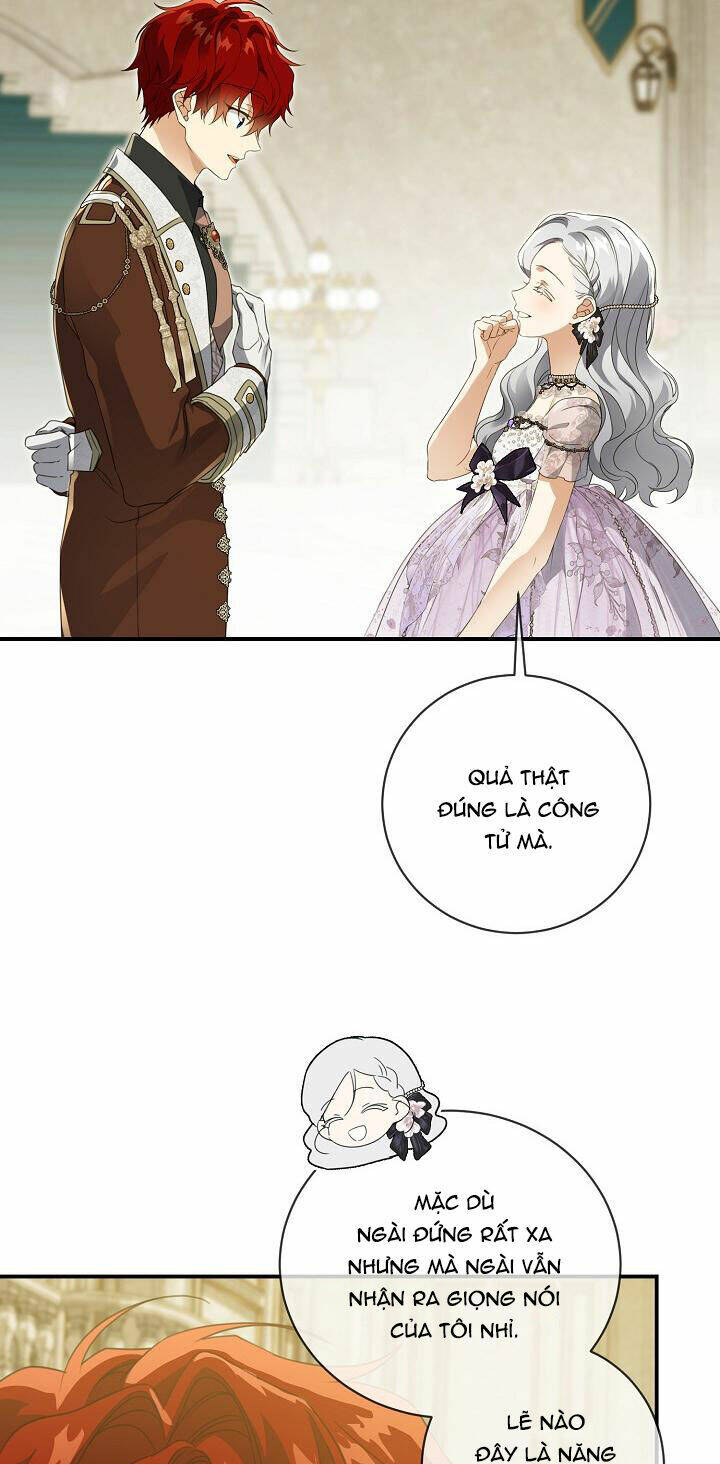 QUẢ THẬT
ĐÚNG LÀ CÔNG
TỬ MÀ.
MẶC DÙ
NGÀI ĐỨNG RẤT XA
NHƯNG MÀ NGÀI VẪN
NHẬN RA GIỌNG NÓI
CỦA TÔI NHỈ.
LẼ NÀO
ĐÂY LÀ NĂNG